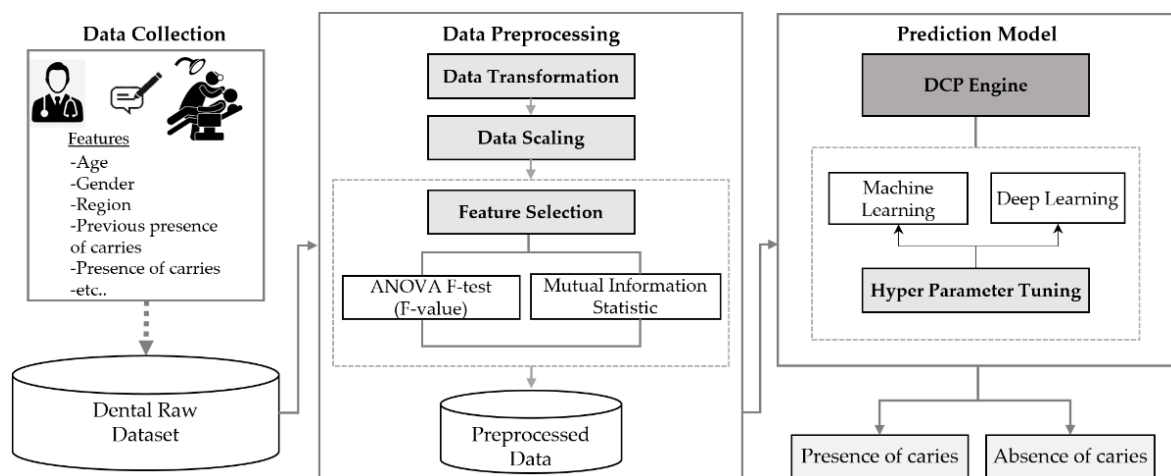 Data Collection
Features
-Age
-Gender
-Region
-Previous presence
of carries
-Presence of carries
-etc..
Dental Raw
Dataset
Data Preprocessing
Data Transformation
Data Scaling
Feature Selection
ANOVA F-test
(F-value)
Mutual Information
Statistic
Preprocessed
Data
Prediction Model
DCP Engine
Machine
Learning
Deep Learning
Hyper Parameter Tuning
Presence of caries
Absence of caries